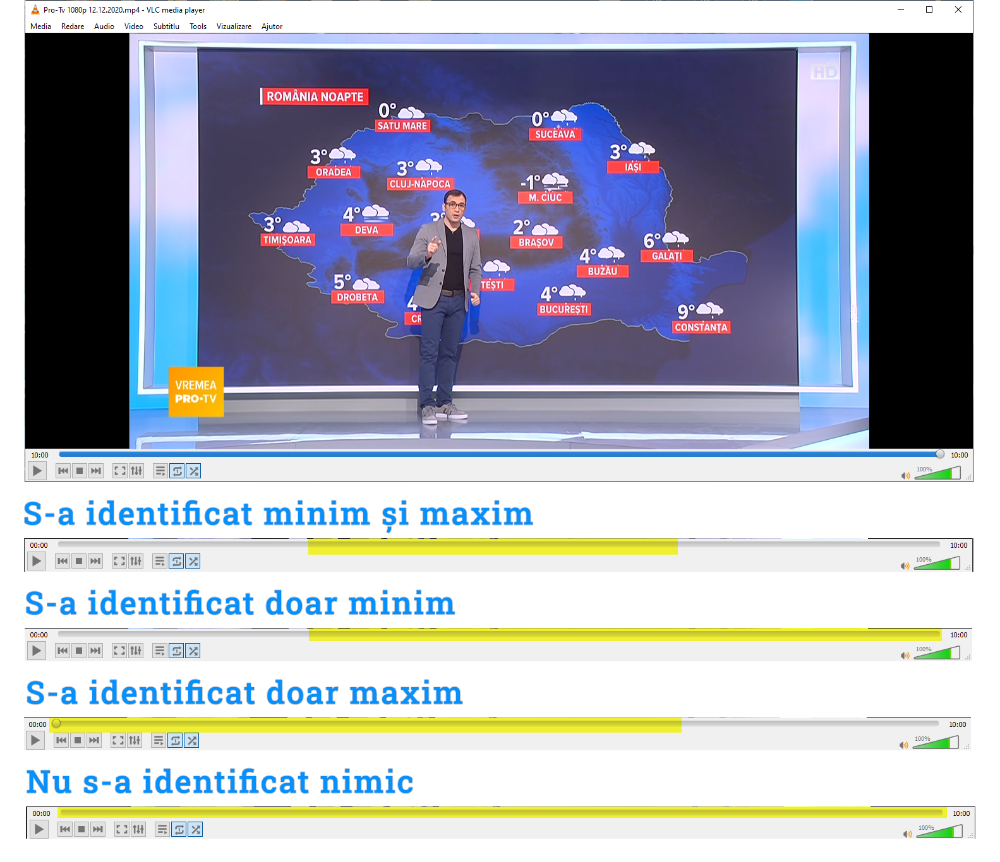 Pro-Tv 1080p 12.12.2020.mp4 - VLC media player
Media Redare Audio Video Subtitlu Tools Vizualizare Ajutor
HD
ROMÂNIA NOAPTE
0°
SATU MARE
0°
SUCEAVA
3°
ORADEA
3°
IAȘI
3°
CLUJ-NAPOCA
-1°
M. CIUC
4°
DEVA
3°
3°
TIMIȘOARA
2°
BRAȘOV
6°
GALAȚI
4°
BUZĂU
5°
DROBETA
TEȘTI
4°
BUCUREȘTI
4
CR
9°
CONSTANȚA
VREMEA
PRO•TV
10:00 10:00
100%
S-a identificat minim și maxim
00:00 10:00
100%
S-a identificat doar minim
00:00 10:00
100%
S-a identificat doar maxim
00:00 10:00
100%
Nu s-a identificat nimic
00:00 10:00
100%